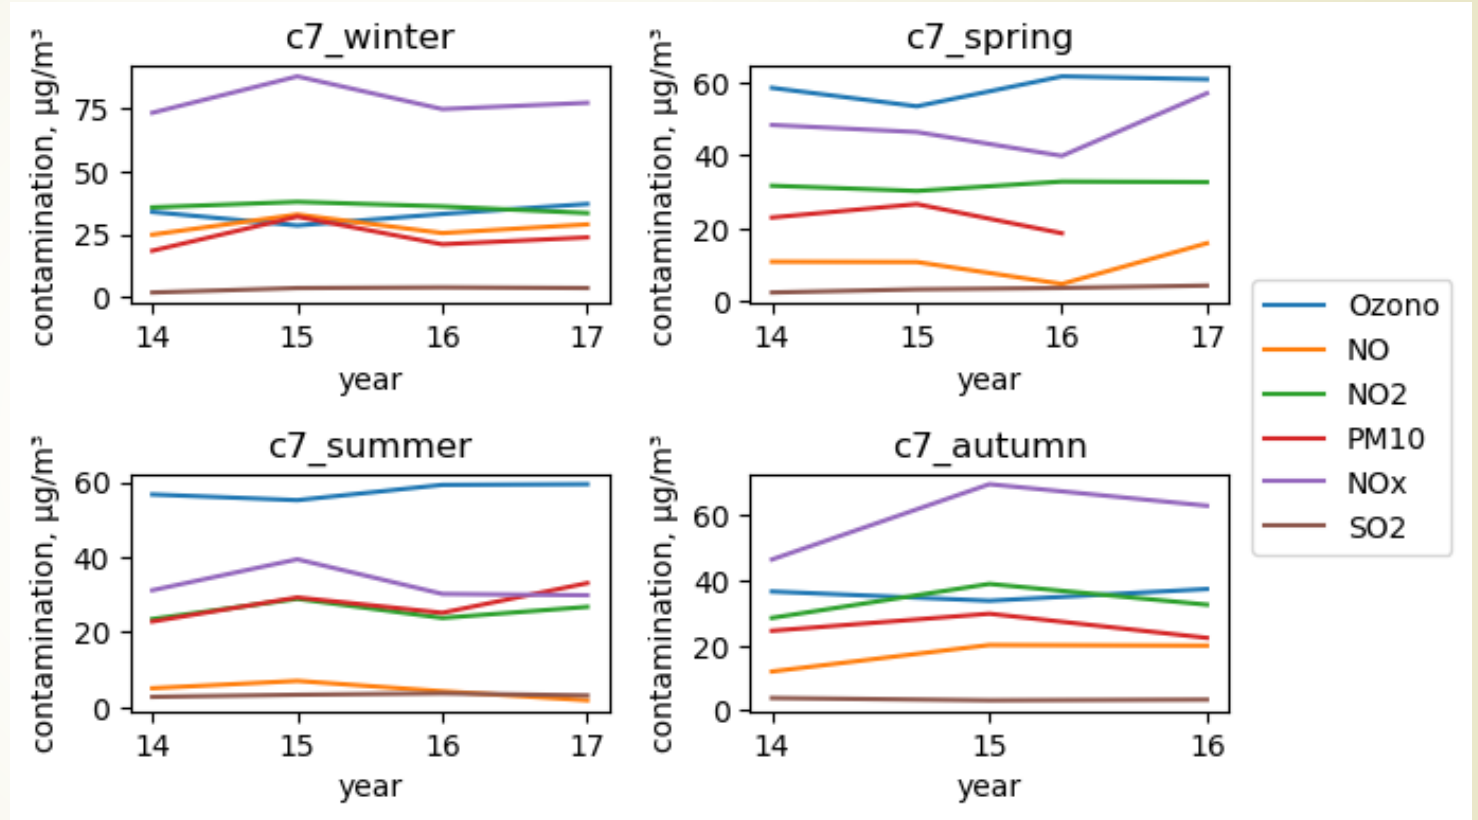 c7_winter
contamination, µg/m³
75
50
25
0
14 15 16 17
year
c7_spring
contamination, µg/m³
60
40
20
0
14 15 16 17
year
c7_summer
contamination, µg/m³
60
40
20
0
14 15 16 17
year
c7_autumn
contamination, µg/m³
60
40
20
0
14 15 16
year
Ozono
NO
NO2
PM10
NOx
SO2